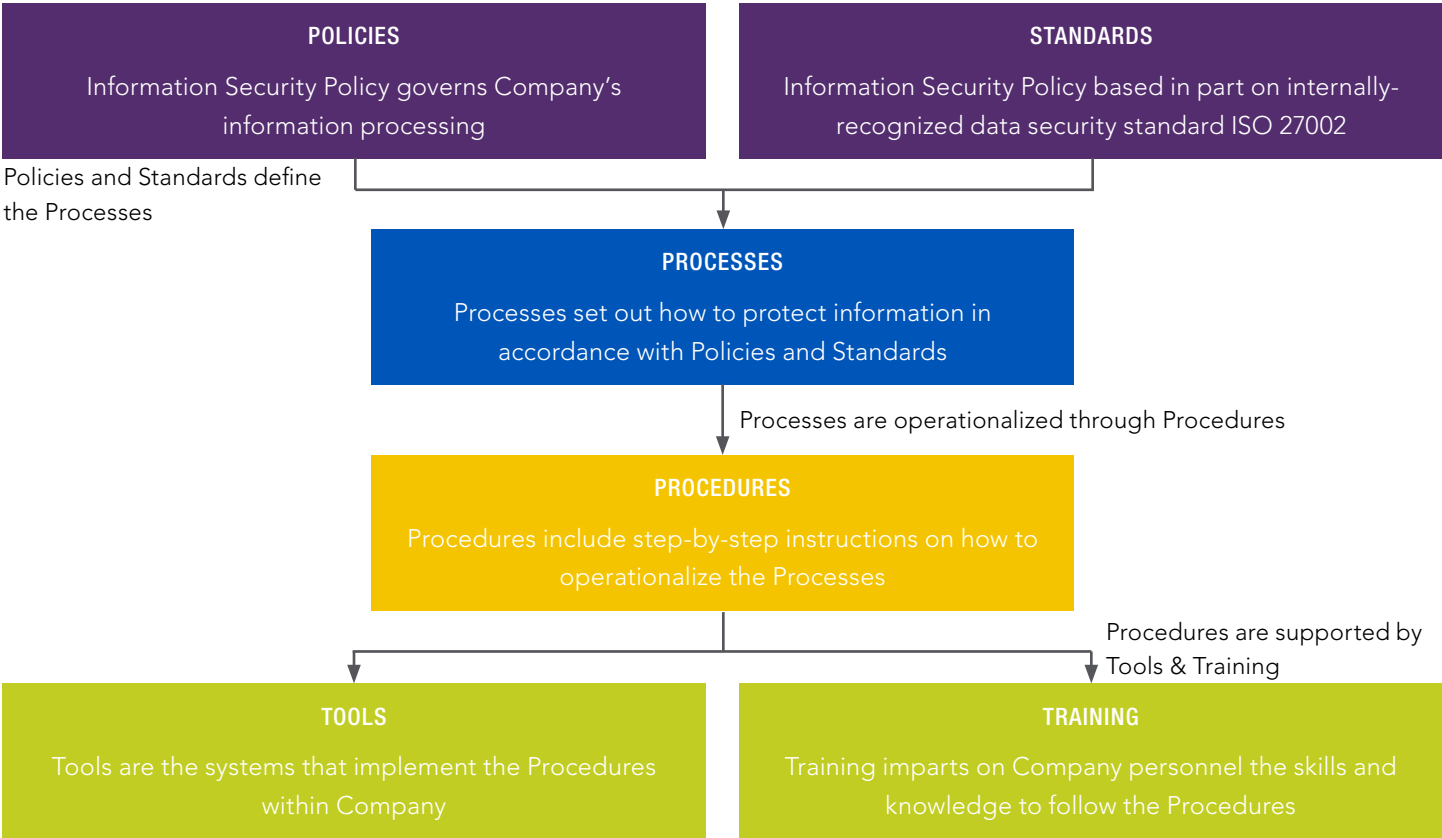 POLICIES
Information Security Policy governs Company’s
information processing
STANDARDS
Information Security Policy based in part on internally-
recognized data security standard ISO 27002
Policies and Standards define
the Processes
PROCESSES
Processes set out how to protect information in
accordance with Policies and Standards
Processes are operationalized through Procedures
PROCEDURES
Procedures include step-by-step instructions on how to
operationalize the Processes
Procedures are supported by
Tools & Training
TOOLS
Tools are the systems that implement the Procedures
within Company
TRAINING
Training imparts on Company personnel the skills and
knowledge to follow the Procedures